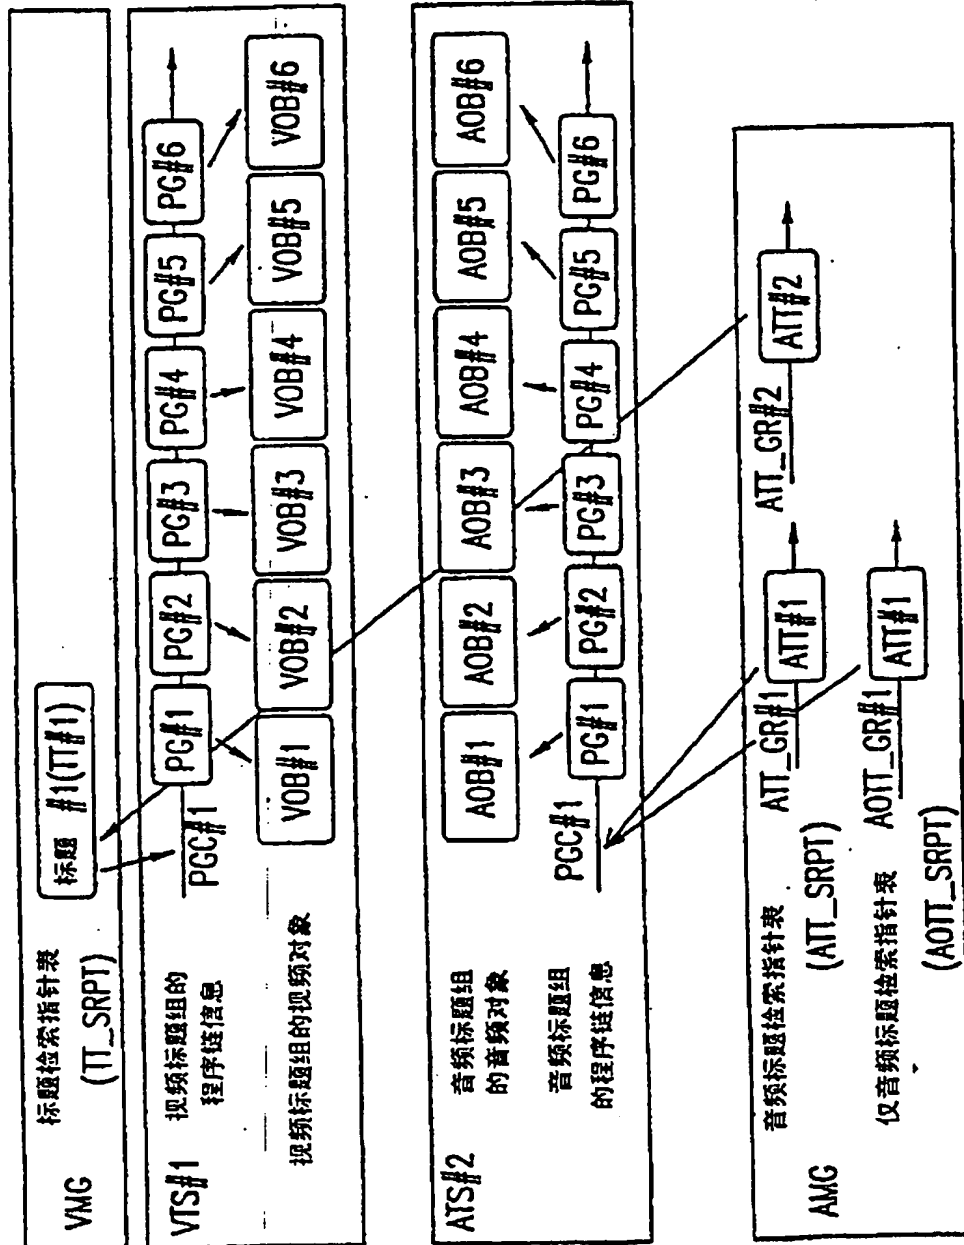 VMG
标题检索指针表
(TT_SRPT)
标题 #1(TT#1)
VTS#1
视频标题组的
程序链信息
PGC#1
PG#1
PG#2
PG#3
PG#4
PG#5
PG#6
视频标题组的视频对象
VOB#1
VOB#2
VOB#3
VOB#4
VOB#5
VOB#6
ATS#2
音频标题组
的音频对象
AOB#1
AOB#2
AOB#3
AOB#4
AOB#5
AOB#6
音频标题组
的程序链信息
PGC#1
PG#1
PG#2
PG#3
PG#4
PG#5
PG#6
AMG
音频标题检索指针表
(ATT_SRPT)
ATT_GR#1
ATT#1
ATT_GR#2
ATT#2
仅音频标题检索指针表
(AOTT_SRPT)
AOTT_GR#1
ATT#1